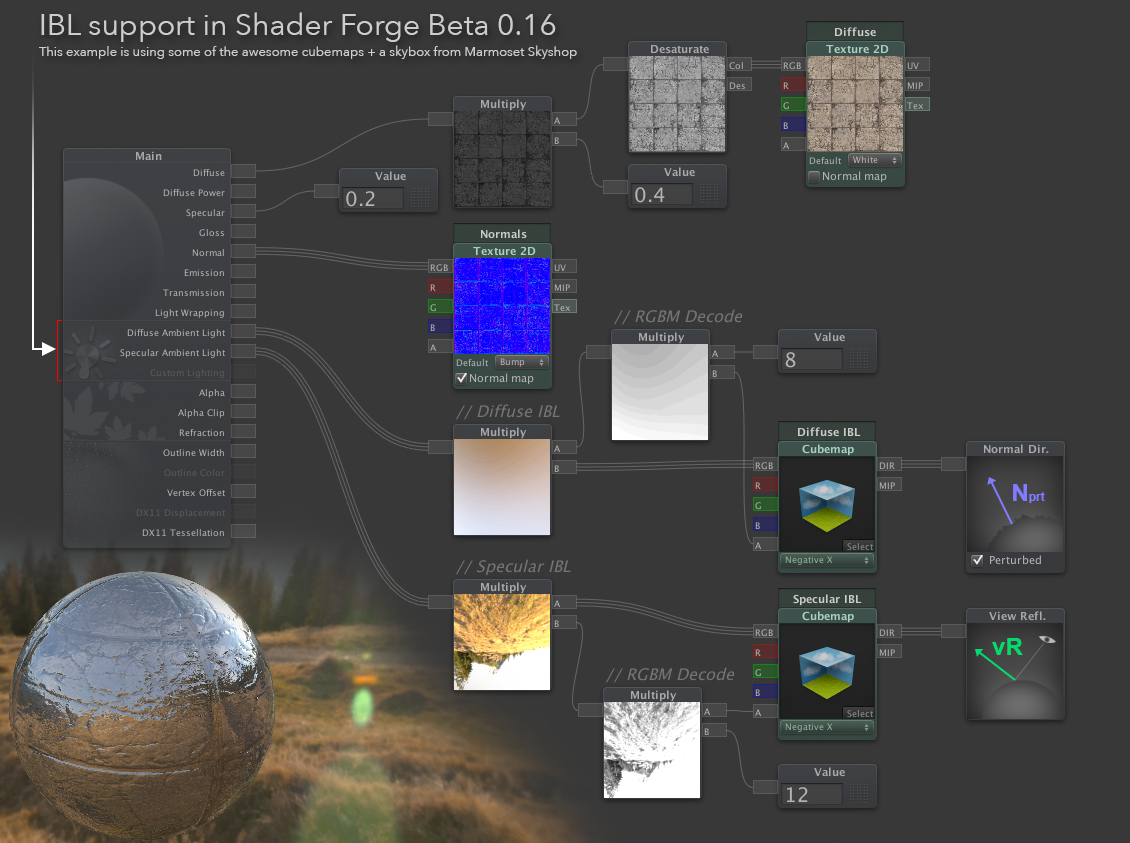 IBL support in Shader Forge Beta 0.16
This example is using some of the awesome cubemaps + a skybox from Marmoset Skyshop
Main
Diffuse
Diffuse Power
Specular
Gloss
Normal
Emission
Transmission
Light Wrapping
Diffuse Ambient Light
Specular Ambient Light
Custom Lighting
Alpha
Alpha Clip
Refraction
Outline Width
Outline Color
Vertex Offset
DX11 Displacement
DX11 Tessellation
Value
0.2
Multiply
A
B
Desaturate
Col
Des
Value
0.4
Diffuse
Texture 2D
RGB
R
G
B
A
UV
MIP
Tex
Default White
Normal map
Normals
Texture 2D
RGB
R
G
B
A
UV
MIP
Tex
Default Bump
Normal map
// Diffuse IBL
Multiply
A
B
// RGBM Decode
Multiply
A
B
Value
8
Diffuse IBL
Cubemap
RGB
R
G
B
A
DIR
MIP
Select
Negative X
Normal Dir.
Nprt
Perturbed
// Specular IBL
Multiply
A
B
// RGBM Decode
Multiply
A
B
Specular IBL
Cubemap
RGB
R
G
B
A
DIR
MIP
Select
Negative X
View Refl.
vR
Value
12